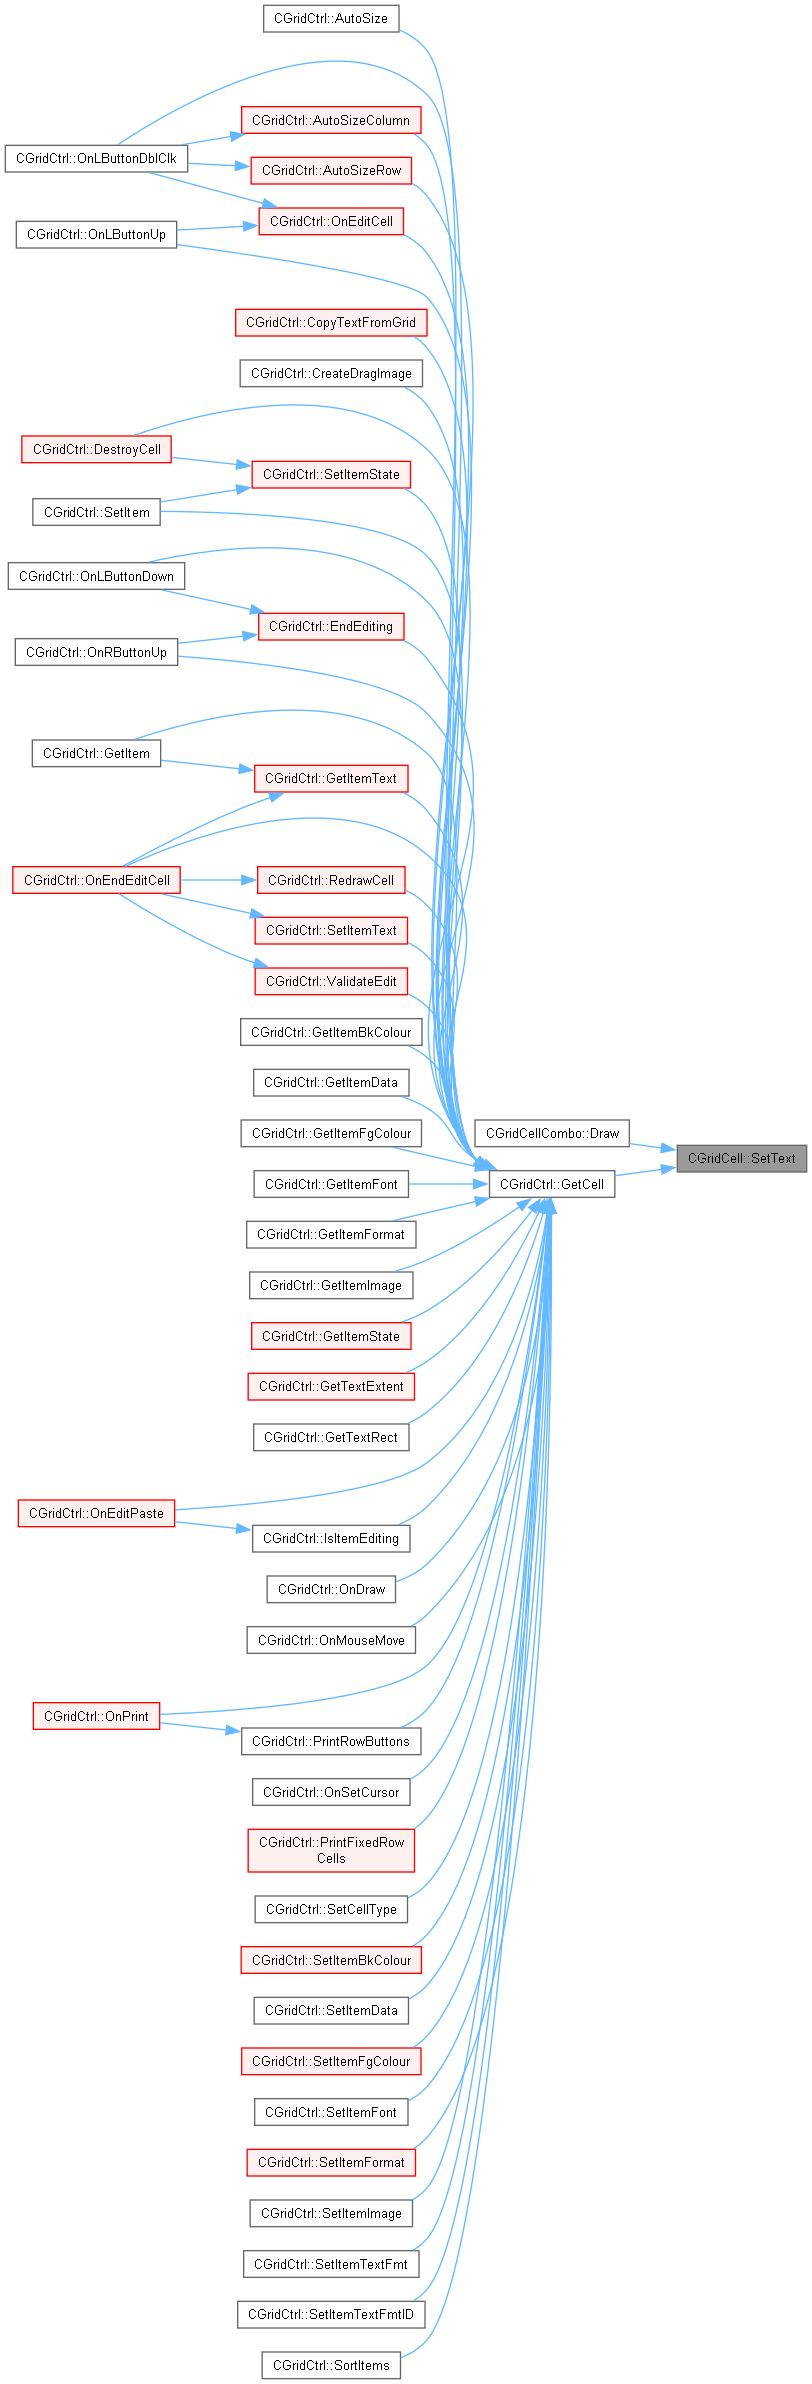 CGridCtrl::AutoSize
CGridCtrl::AutoSizeColumn
CGridCtrl::OnLButtonDblClk
CGridCtrl::AutoSizeRow
CGridCtrl::OnEditCell
CGridCtrl::OnLButtonUp
CGridCtrl::CopyTextFromGrid
CGridCtrl::CreateDragImage
CGridCtrl::DestroyCell
CGridCtrl::SetItemState
CGridCtrl::SetItem
CGridCtrl::OnLButtonDown
CGridCtrl::EndEditing
CGridCtrl::OnRButtonUp
CGridCtrl::GetItem
CGridCtrl::GetItemText
CGridCtrl::OnEndEditCell
CGridCtrl::RedrawCell
CGridCtrl::SetItemText
CGridCtrl::ValidateEdit
CGridCtrl::GetItemBkColour
CGridCtrl::GetItemData
CGridCtrl::GetItemFgColour
CGridCellCombo::Draw
CGridCell::SetText
CGridCtrl::GetItemFont
CGridCtrl::GetCell
CGridCtrl::GetItemFormat
CGridCtrl::GetItemImage
CGridCtrl::GetItemState
CGridCtrl::GetTextExtent
CGridCtrl::GetTextRect
CGridCtrl::OnEditPaste
CGridCtrl::IsItemEditing
CGridCtrl::OnDraw
CGridCtrl::OnMouseMove
CGridCtrl::OnPrint
CGridCtrl::PrintRowButtons
CGridCtrl::OnSetCursor
CGridCtrl::PrintFixedRow
Cells
CGridCtrl::SetCellType
CGridCtrl::SetItemBkColour
CGridCtrl::SetItemData
CGridCtrl::SetItemFgColour
CGridCtrl::SetItemFont
CGridCtrl::SetItemFormat
CGridCtrl::SetItemImage
CGridCtrl::SetItemTextFmt
CGridCtrl::SetItemTextFmtID
CGridCtrl::SortItems